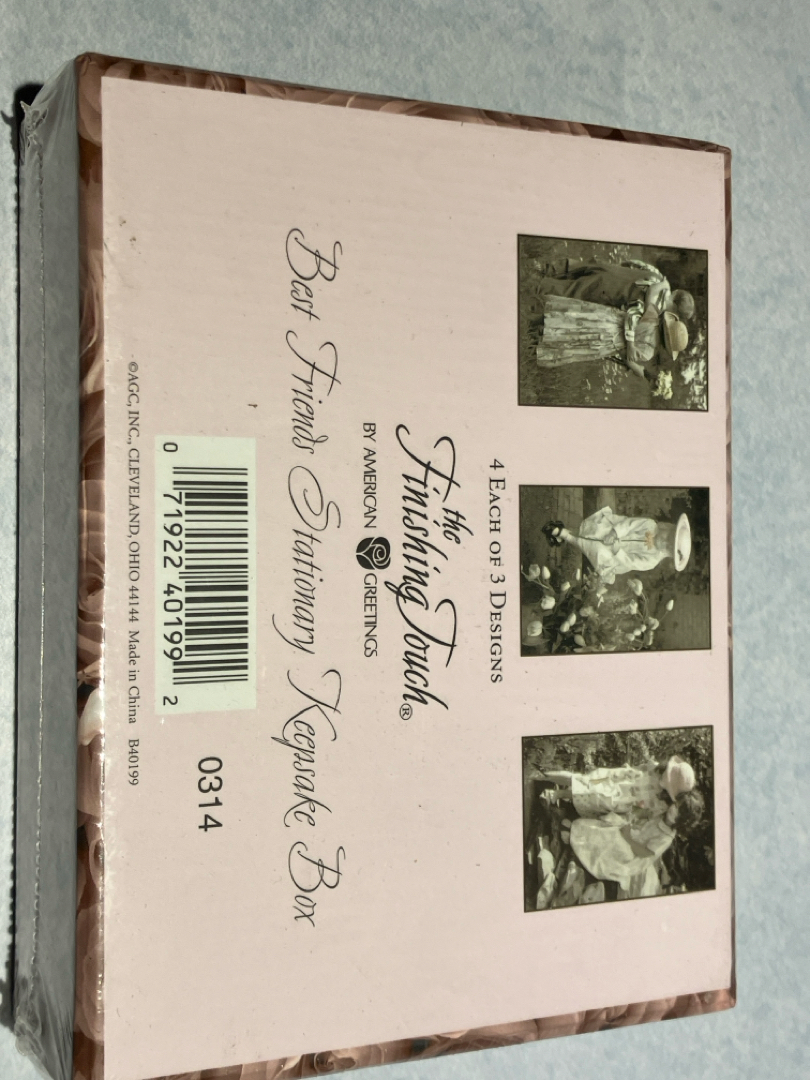 4 EACH OF 3 DESIGNS
the
Finishing Touch®
BY AMERICAN GREETINGS
Best Friends Stationary Keepsake Box
0 71922 40199 2
0314
©AGC, INC., CLEVELAND, OHIO 44144 Made in China B40199